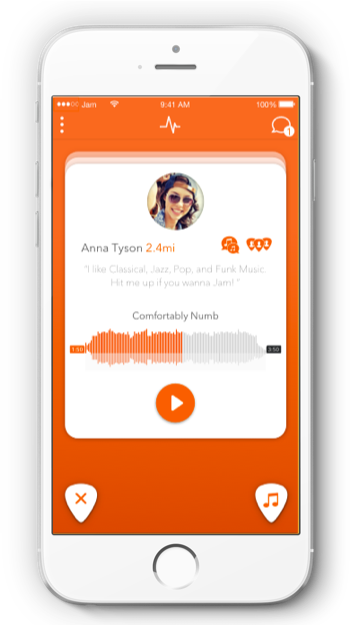 Jam
9:41 AM
100%
1
Anna Tyson 2.4mi
"I like Classical, Jazz, Pop, and Funk Music
Hit me up if you wanna Jam! "
Comfortably Numb
1:50
3:50